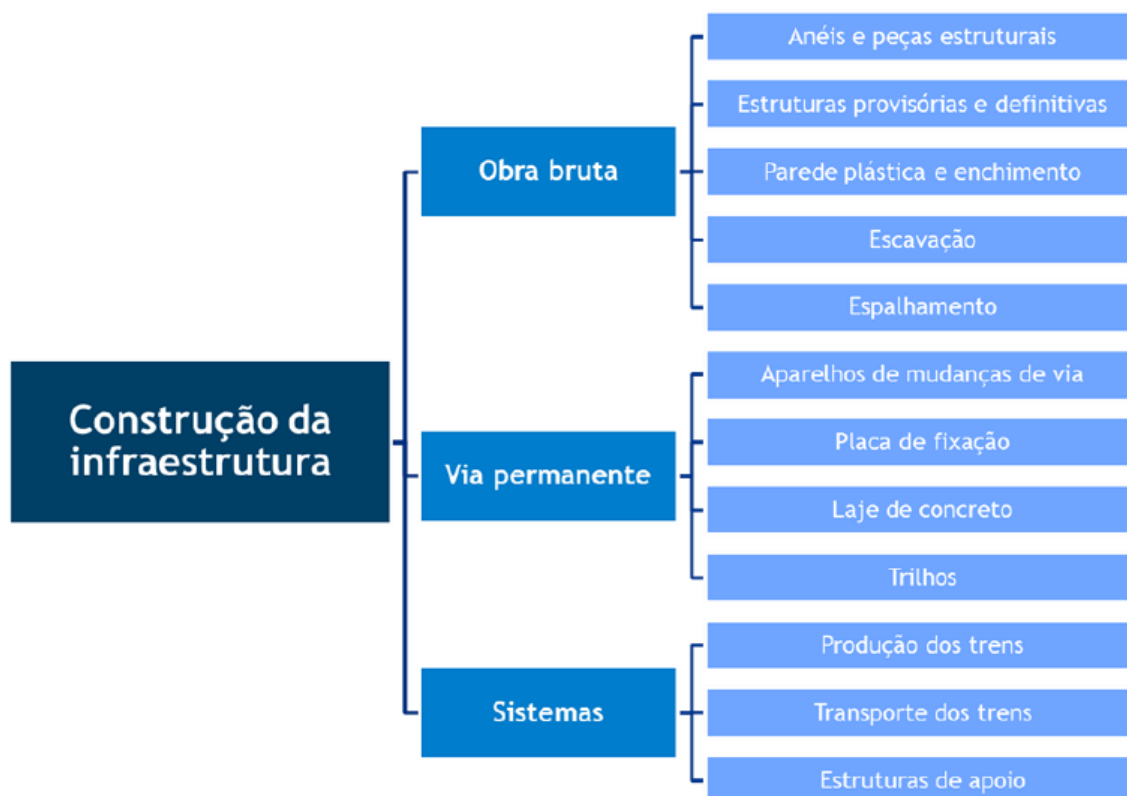 Construção da
infraestrutura
Obra bruta
Anéis e peças estruturais
Estruturas provisórias e definitivas
Parede plástica e enchimento
Escavação
Espalhamento
Via permanente
Aparelhos de mudanças de via
Placa de fixação
Laje de concreto
Trilhos
Sistemas
Produção dos trens
Transporte dos trens
Estruturas de apoio